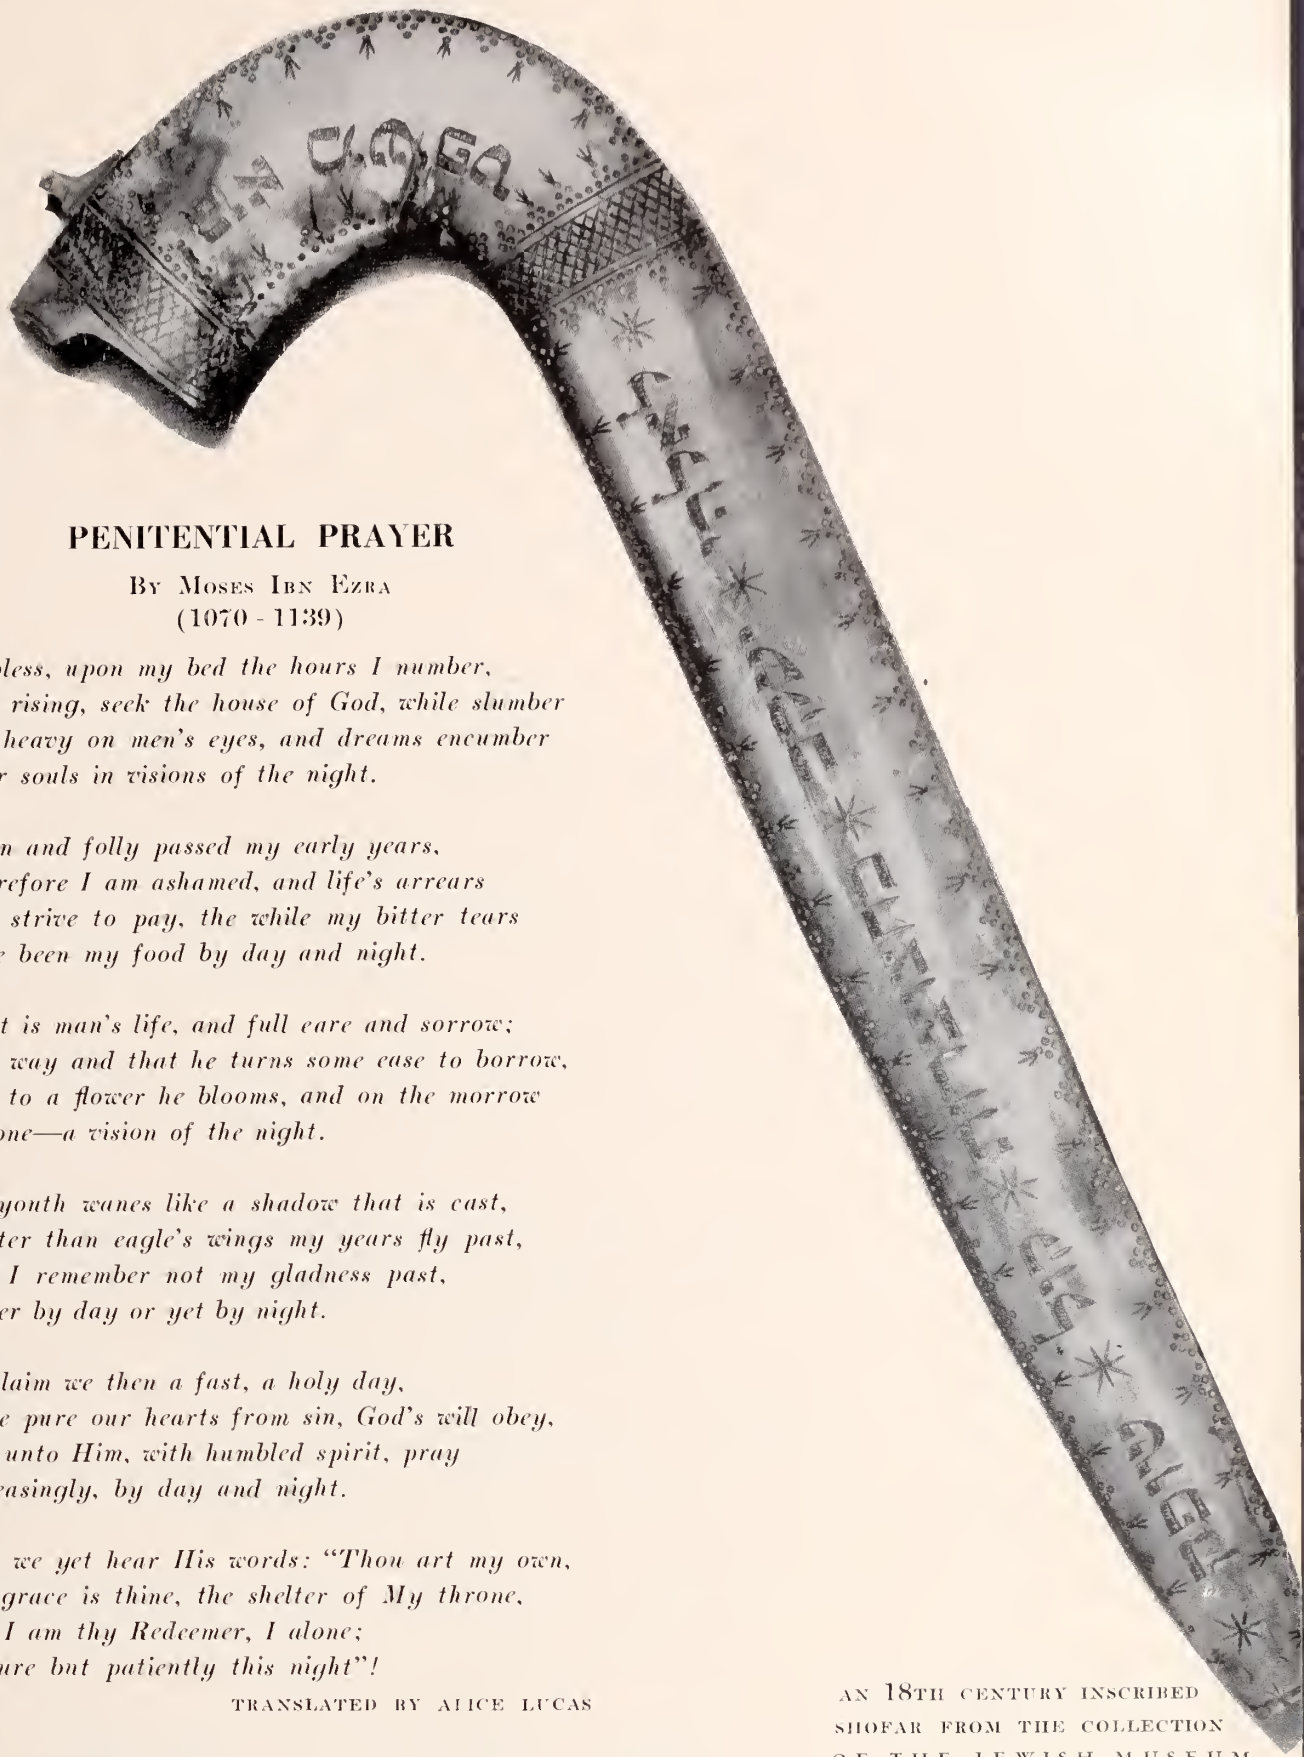 PENITENTIAL PRAYER
BY MOSES IBN EZRA
(1070 - 1139)
less, upon my bed the hours I number,
rising, seek the house of God, while slumber
heavy on men's eyes, and dreams encumber
r souls in visions of the night.
n and folly passed my early years,
refore I am ashamed, and life's arrears
strive to pay, the while my bitter tears
e been my food by day and night.
t is man's life, and full care and sorrow;
way and that he turns some ease to borrow,
to a flower he blooms, and on the morrow
one—a vision of the night.
youth wanes like a shadow that is cast,
ter than eagle's wings my years fly past,
I remember not my gladness past,
er by day or yet by night.
laim we then a fast, a holy day,
e pure our hearts from sin, God's will obey,
unto Him, with humbled spirit, pray
easingly, by day and night.
we yet hear His words: “Thou art my own,
grace is thine, the shelter of My throne,
I am thy Redeemer, I alone;
ure but patiently this night”!
TRANSLATED BY ALICE LUCAS
AN 18TH CENTURY INSCRIBED
SHOFAR FROM THE COLLECTION
OF THE JEWISH MUSEUM